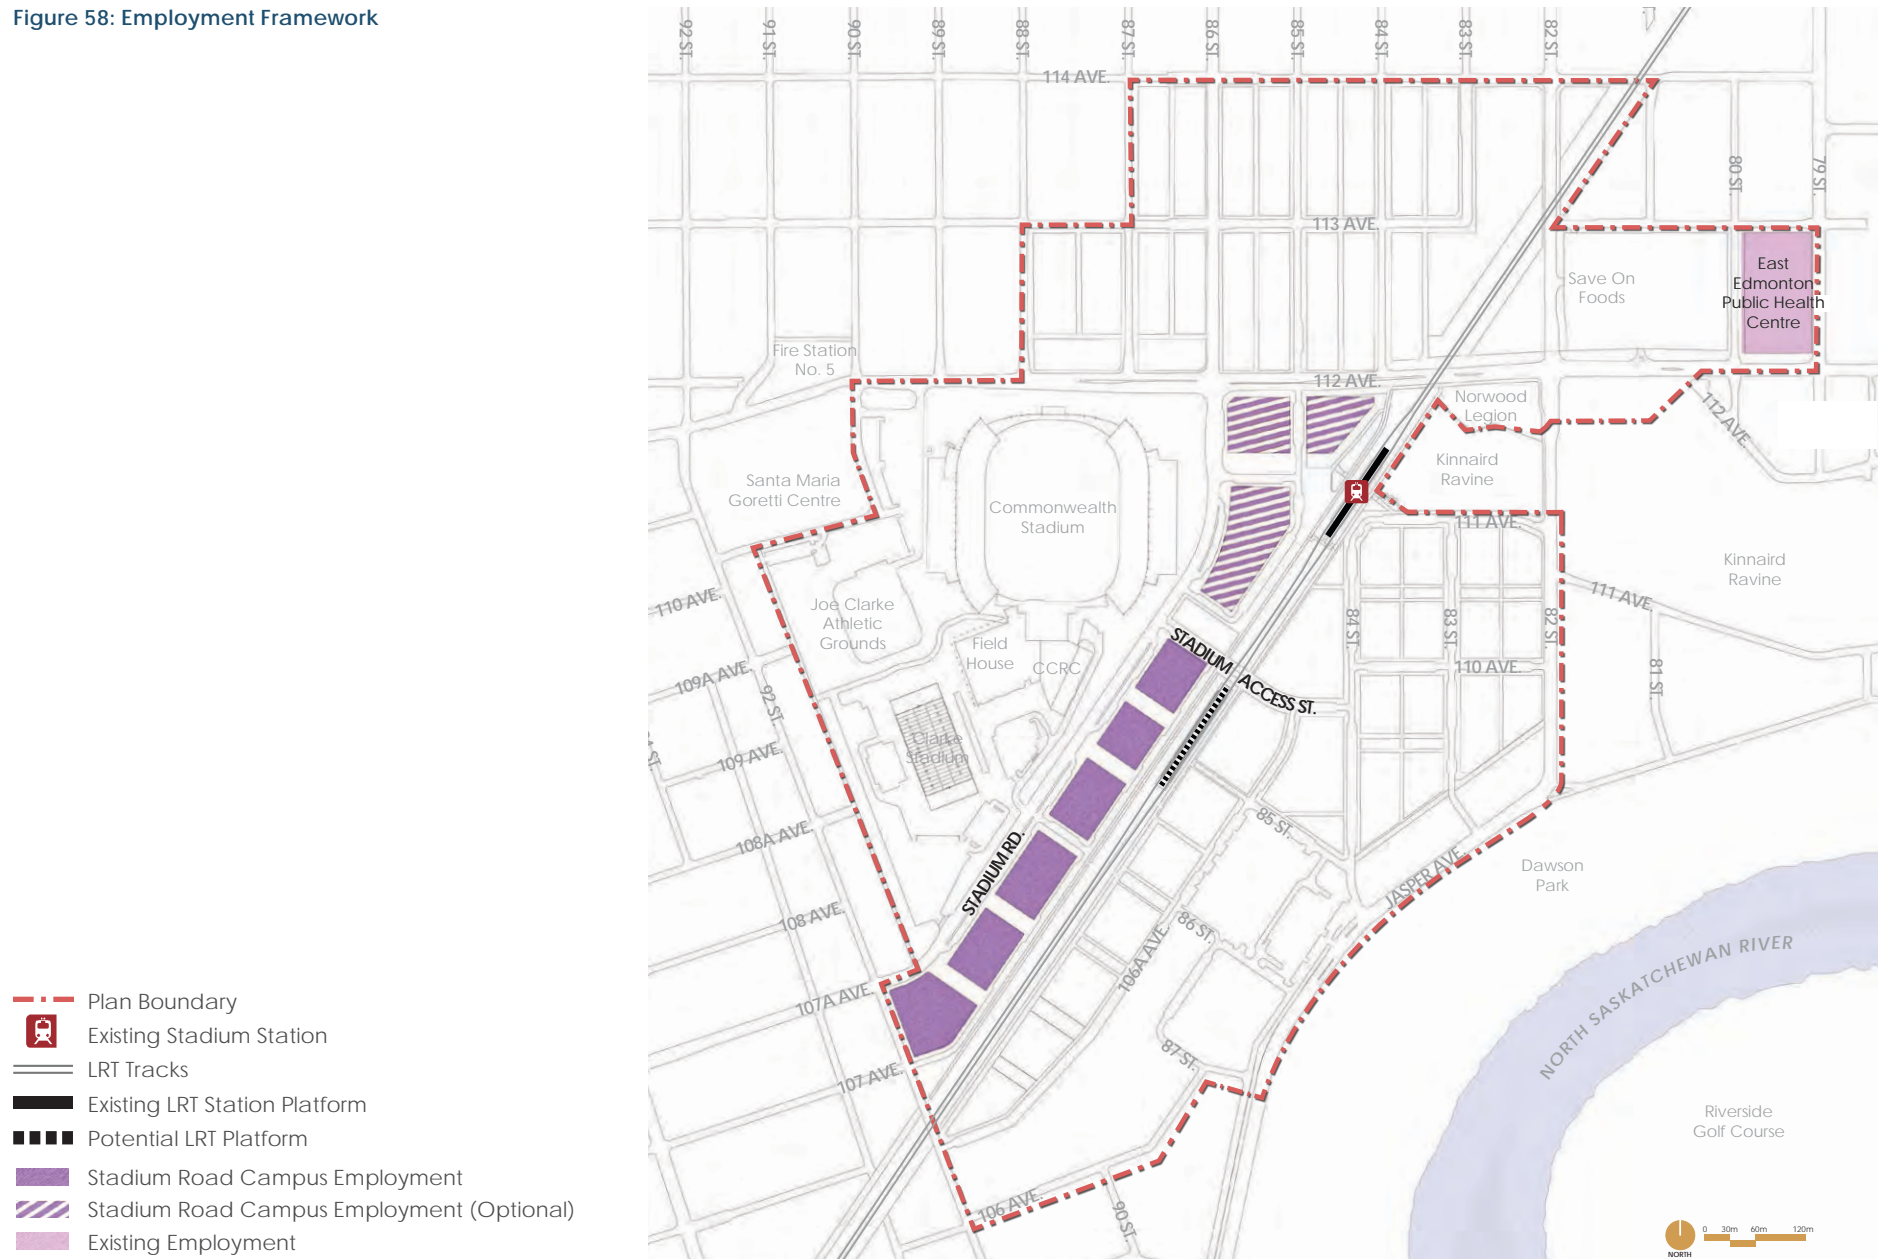 Figure 58: Employment Framework
92 ST.
91 ST.
90 ST.
89 ST.
88 ST.
87 ST.
86 ST.
85 ST.
84 ST.
83 ST.
82 ST.
114 AVE.
80 ST.
79 ST.
113 AVE.
East
Edmonton
Public Health
Centre
Save On
Foods
Fire Station
No. 5
112 AVE.
Norwood
Legion
112 AVE.
Kinnaird
Ravine
Santa Maria
Goretti Centre
Commonwealth
Stadium
111 AVE.
Kinnaird
Ravine
110 AVE.
111 AVE.
Joe Clarke
Athletic
Grounds
Field
House
CCRC
STADIUM ACCESS ST.
84 ST.
83 ST.
82 ST.
110 AVE.
81 ST.
109A AVE.
92 ST.
Clarke
Stadium
109 AVE.
85 ST.
108A AVE.
STADIUM RD.
JASPER AVE.
Dawson
Park
108 AVE.
86 ST.
106A AVE.
NORTH SASKATCHEWAN RIVER
107A AVE.
87 ST.
107 AVE.
Riverside
Golf Course
106 AVE.
90 ST.
Plan Boundary
Existing Stadium Station
LRT Tracks
Existing LRT Station Platform
Potential LRT Platform
Stadium Road Campus Employment
Stadium Road Campus Employment (Optional)
Existing Employment
0 30m 60m 120m
NORTH